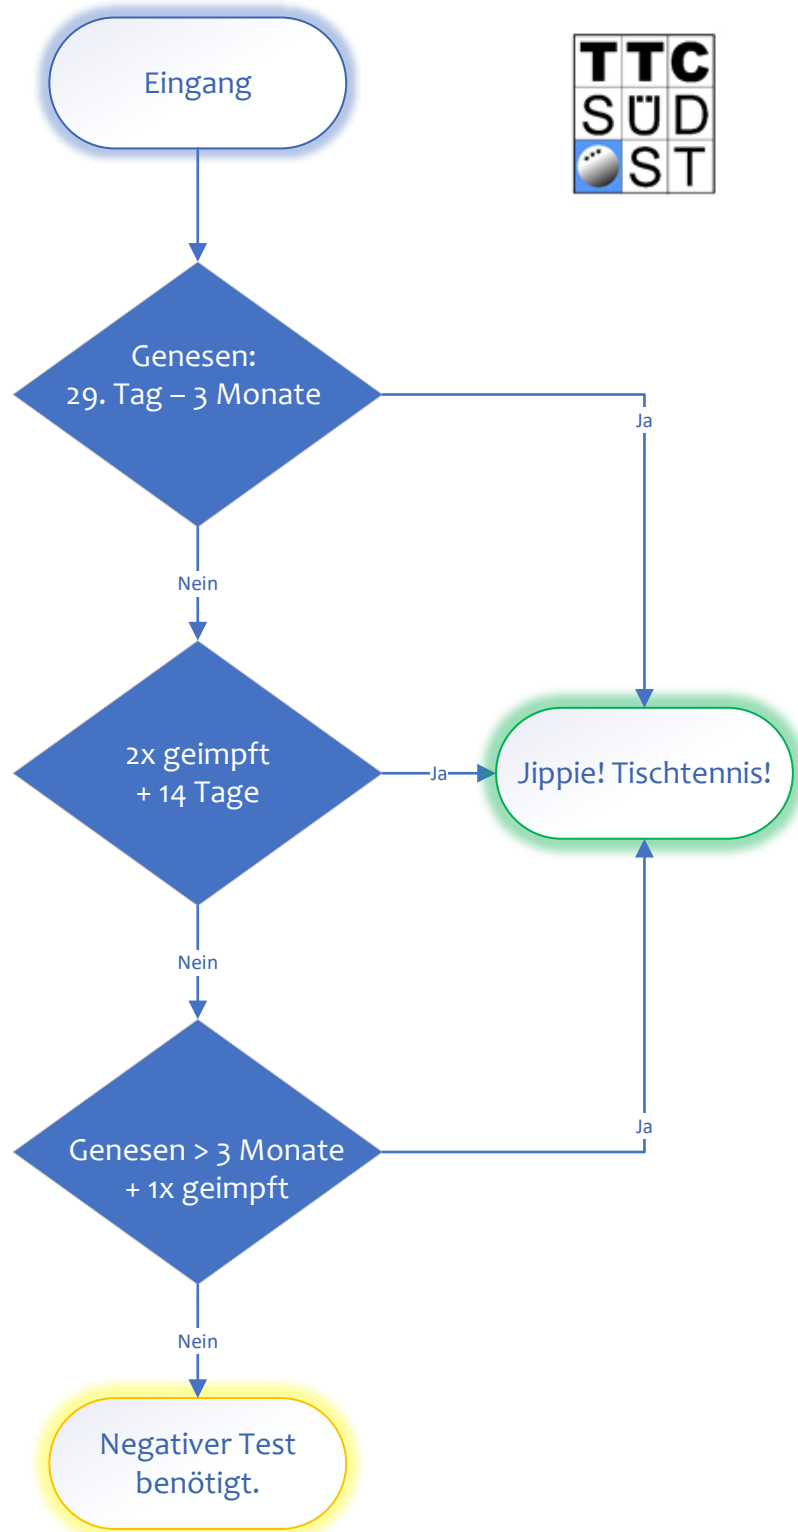 Eingang
TTC
SÜD
ST
Genesen:
29. Tag – 3 Monate
Ja
Nein
2x geimpft
+ 14 Tage
Ja
Jippie! Tischtennis!
Nein
Genesen > 3 Monate
+ 1x geimpft
Ja
Nein
Negativer Test
benötigt.